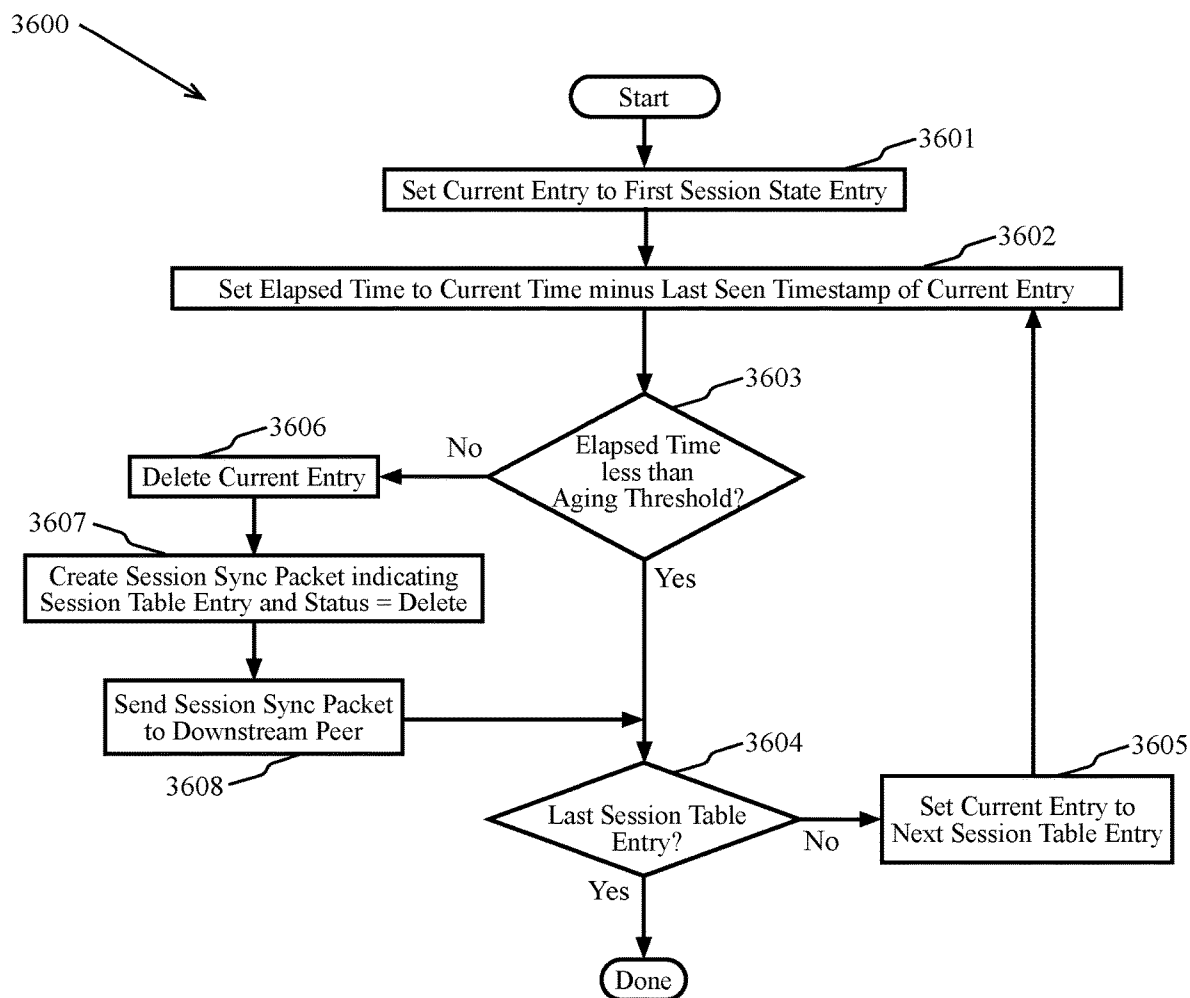 3600
Start
3601
Set Current Entry to First Session State Entry
3602
Set Elapsed Time to Current Time minus Last Seen Timestamp of Current Entry
3603
Elapsed Time
less than
Aging Threshold?
No
3606
Delete Current Entry
3607
Create Session Sync Packet indicating
Session Table Entry and Status = Delete
Yes
Send Session Sync Packet
to Downstream Peer
3608
3604
Last Session Table
Entry?
No
3605
Set Current Entry to
Next Session Table Entry
Yes
Done